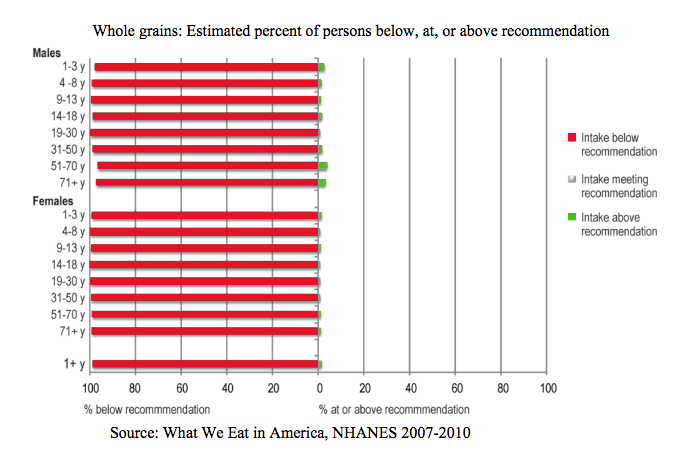 Whole grains: Estimated percent of persons below, at, or above recommendation
Males
1-3 y
4 -8 y
9-13 y
14-18 y
19-30 y
31-50 y
51-70 y
71+ y
Females
1-3 y
4-8 y
9-13 y
14-18 y
19-30 y
31-50 y
51-70 y
71+ y
1+ y
100 80 60 40 20 0 20 40 60 80 100
% below recommmendation % at or above recommmendation
Intake below
recommendation
Intake meeting
recommendation
Intake above
recommendation
Source: What We Eat in America, NHANES 2007-2010